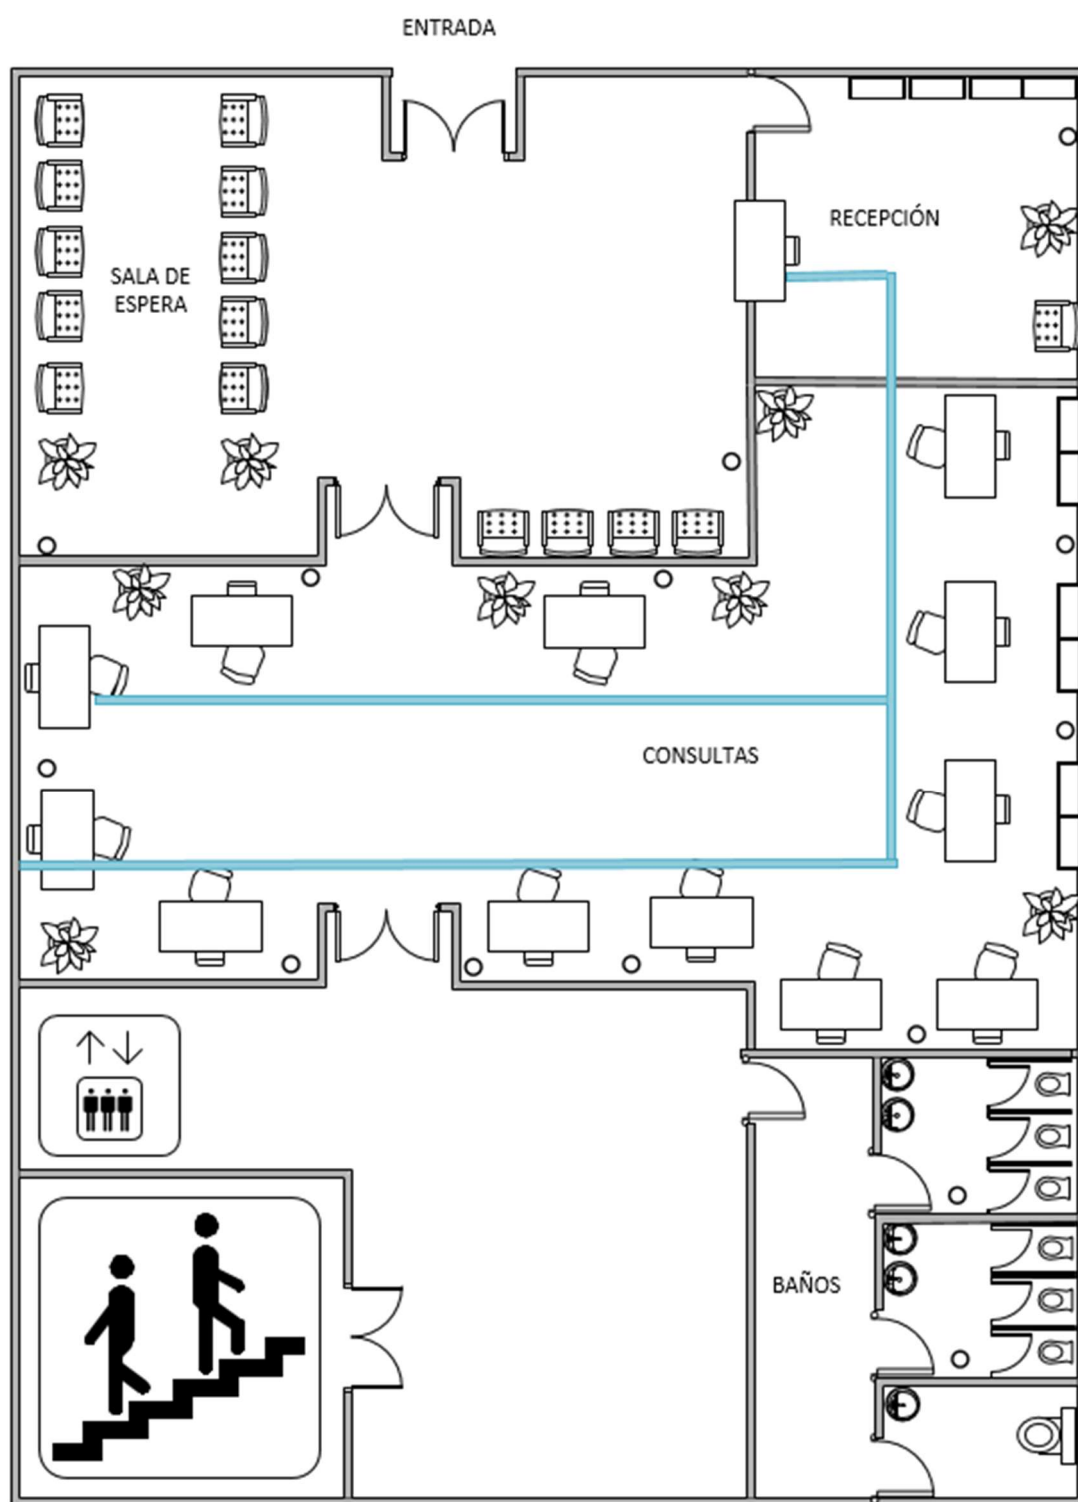 ENTRADA
RECEPCIÓN
SALA DE
ESPERA
CONSULTAS
BAÑOS